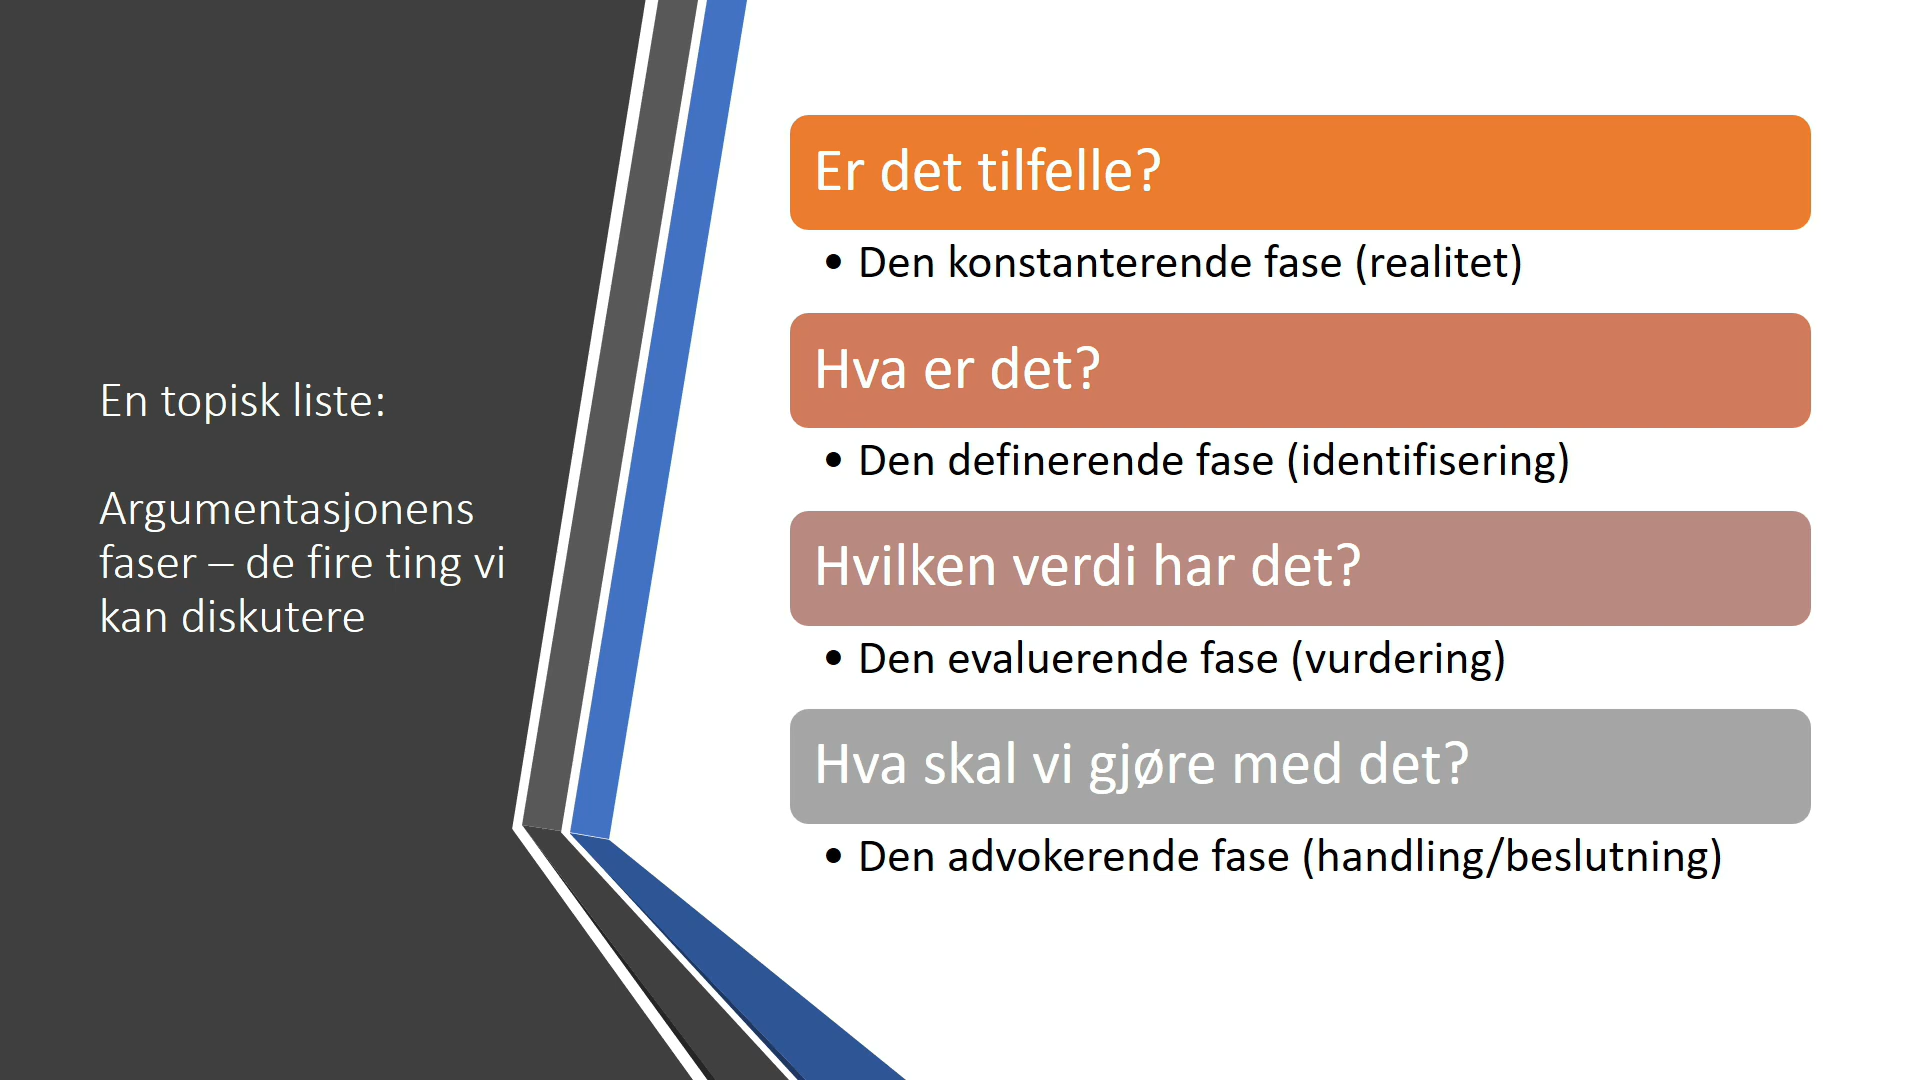 En topisk liste:
Argumentasjonens
faser – de fire ting vi
kan diskutere
Er det tilfelle?
• Den konstanterende fase (realitet)
Hva er det?
• Den definerende fase (identifisering)
Hvilken verdi har det?
• Den evaluerende fase (vurdering)
Hva skal vi gjøre med det?
• Den advokerende fase (handling/beslutning)